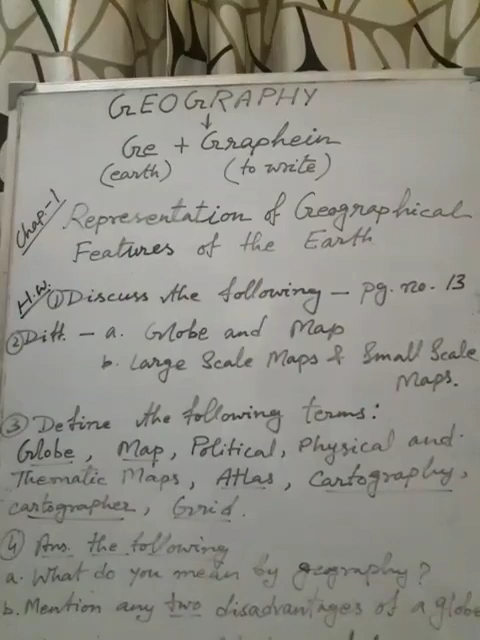 GEOGRAPHY
Ge + Graphein
(earth) (to write)
Chap-1
Representation of Geographical
Features of the Earth
H.W. ① Discuss the following - pg. no. 13
② Diff. - a. Globe and Map
b. Large Scale Maps & Small Scale
Maps.
③ Define the following terms:
Globe, Map, Political, Physical and
Thematic Maps, Atlas, Cartography,
cartographer, Grid.
④ Ans. the following
a. What do you mean by geography?
b. Mention any two disadvantages of a globe